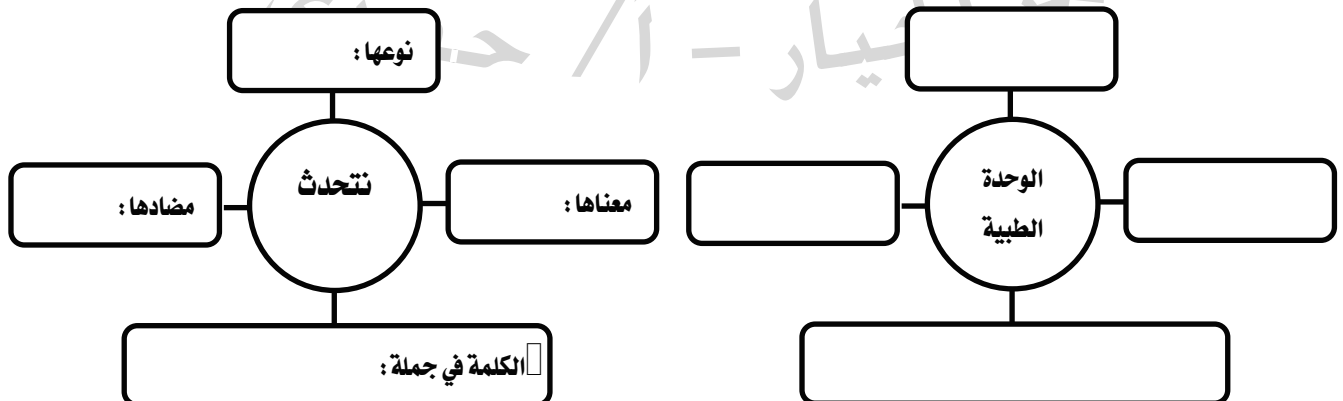 نوعها :
نتحدث
معناها :
مضادها :
الكلمة في جملة :
الوحدة
الطبية